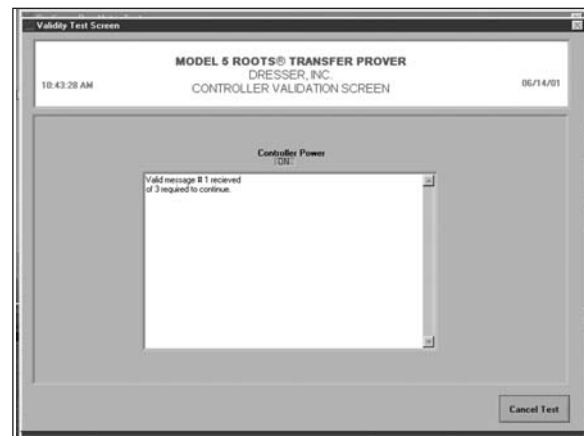 Validity Test Screen
MODEL 5 ROOTS® TRANSFER PROVER
DRESSER, INC.
10:43:28 AM
CONTROLLER VALIDATION SCREEN
06/14/01
Controller Power
ON
Valid message # 1 recieved
of 3 required to continue.
Cancel Test